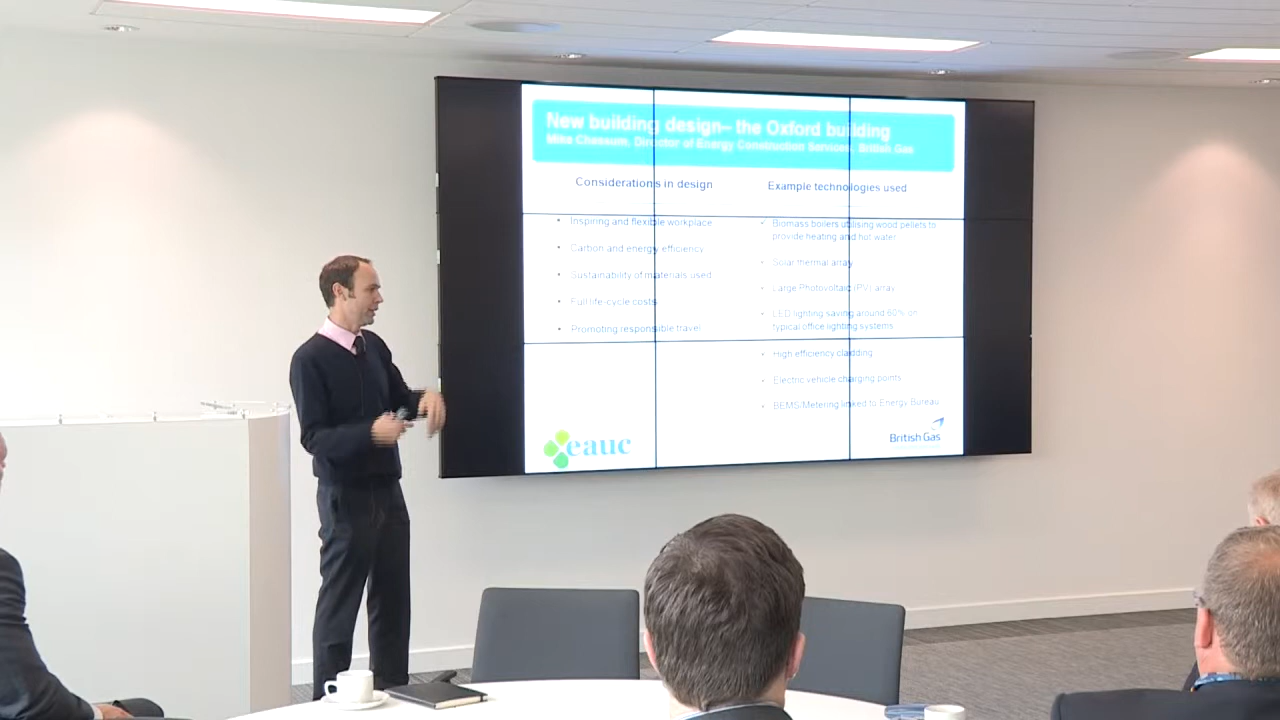 New building design– the Oxford building
Director of Energy Construction Services, British Gas
Considerations in design
Inspiring and flexible workplace
Carbon and energy efficiency
Sustainability of materials used
Full life-cycle costs
Promoting responsible travel
Example technologies used
Biomass boilers utilising wood pellets to
provide heating and hot water
Solar thermal array
Large Photovoltaic (PV) array
LED lighting saving around 60% on
typical office lighting systems
High efficiency cladding
Electric vehicle charging points
BEMS/Metering linked to Energy Bureau
eauc
British Gas